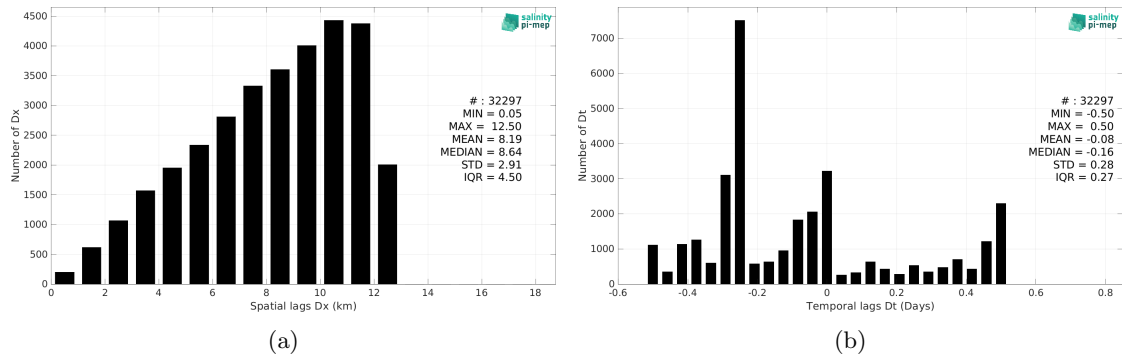 salinity
pi-mep
4500
4000
3500
3000
2500
2000
1500
1000
500
0
Number of Dx
# : 32297
MIN = 0.05
MAX = 12.50
MEAN = 8.19
MEDIAN = 8.64
STD = 2.91
IQR = 4.50
0 2 4 6 8 10 12 14 16 18
Spatial lags Dx (km)
(a)
salinity
pi-mep
7000
6000
5000
4000
3000
2000
1000
0
Number of Dt
# : 32297
MIN = -0.50
MAX = 0.50
MEAN = -0.08
MEDIAN = -0.16
STD = 0.28
IQR = 0.27
-0.6 -0.4 -0.2 0 0.2 0.4 0.6 0.8
Temporal lags Dt (Days)
(b)